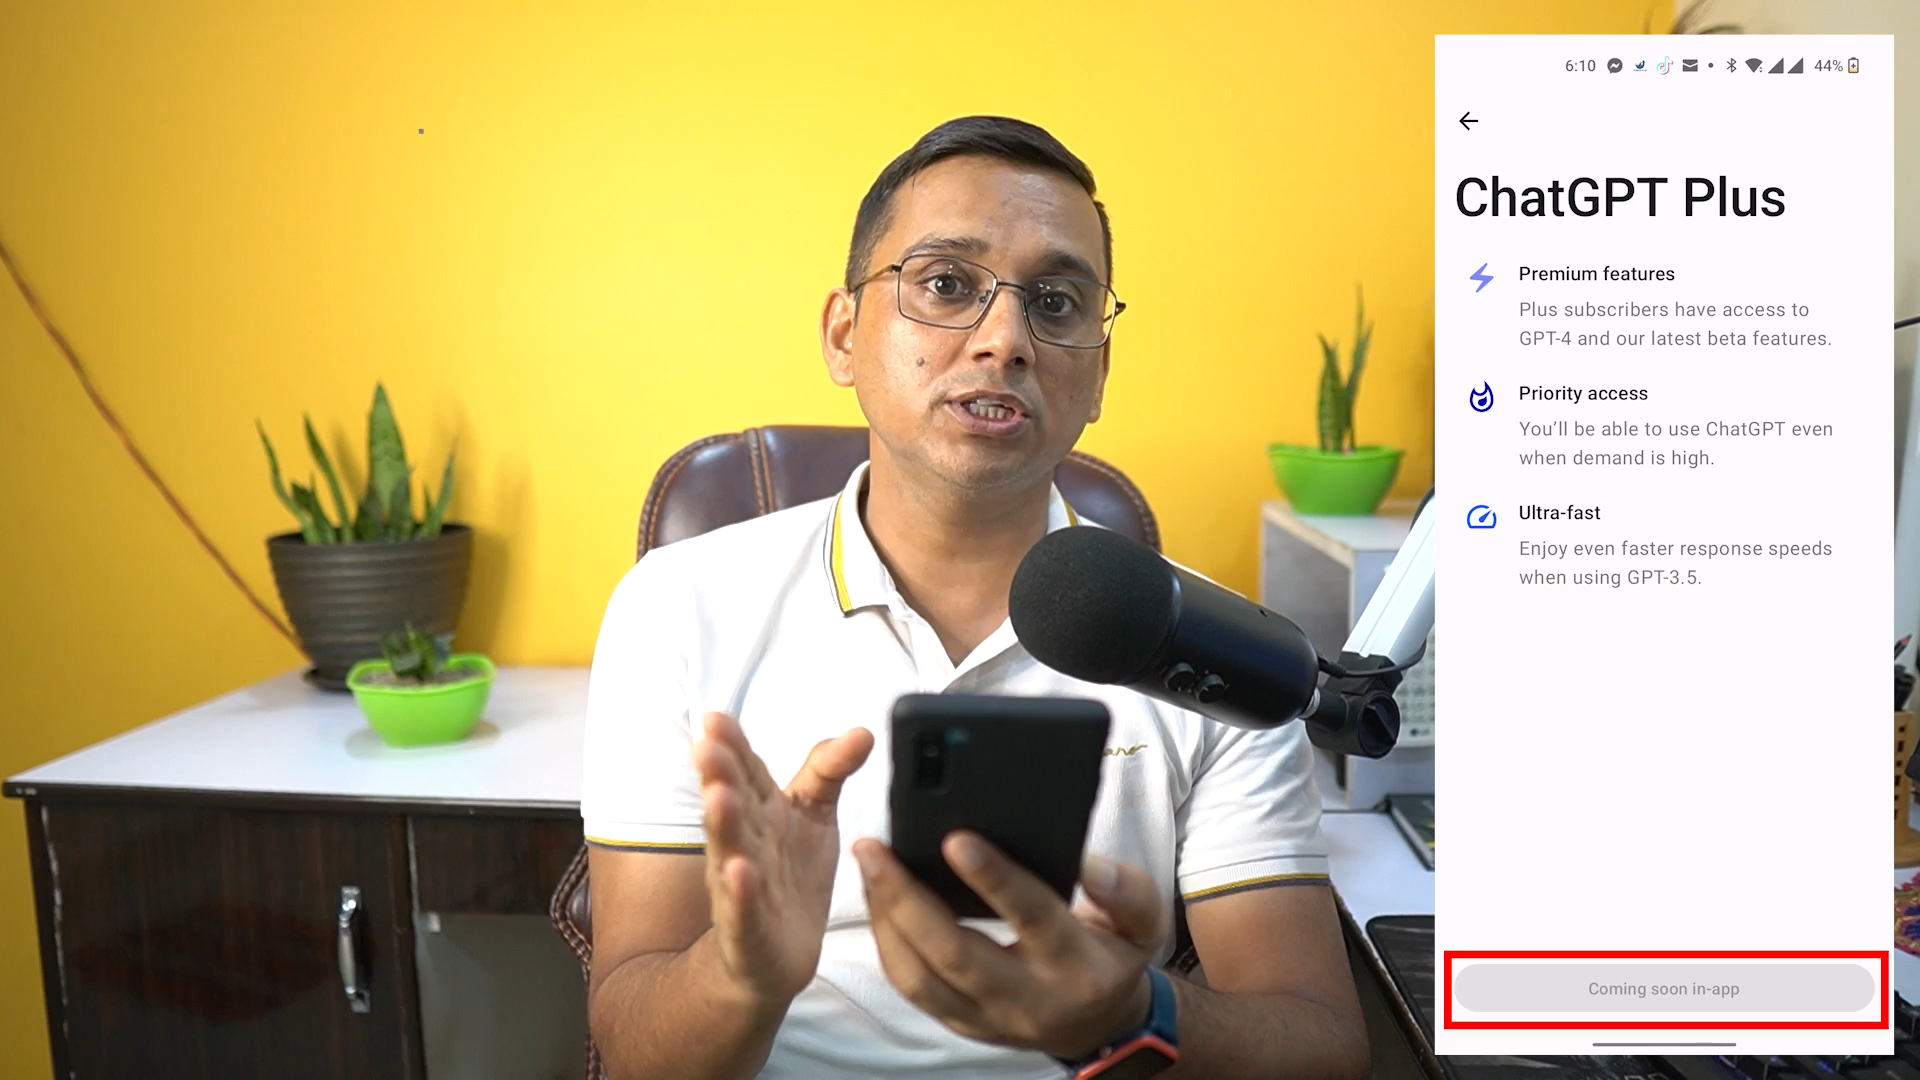 6:10
44%
ChatGPT Plus
Premium features
Plus subscribers have access to
GPT-4 and our latest beta features.
Priority access
You’ll be able to use ChatGPT even
when demand is high.
Ultra-fast
Enjoy even faster response speeds
when using GPT-3.5.
Coming soon in-app